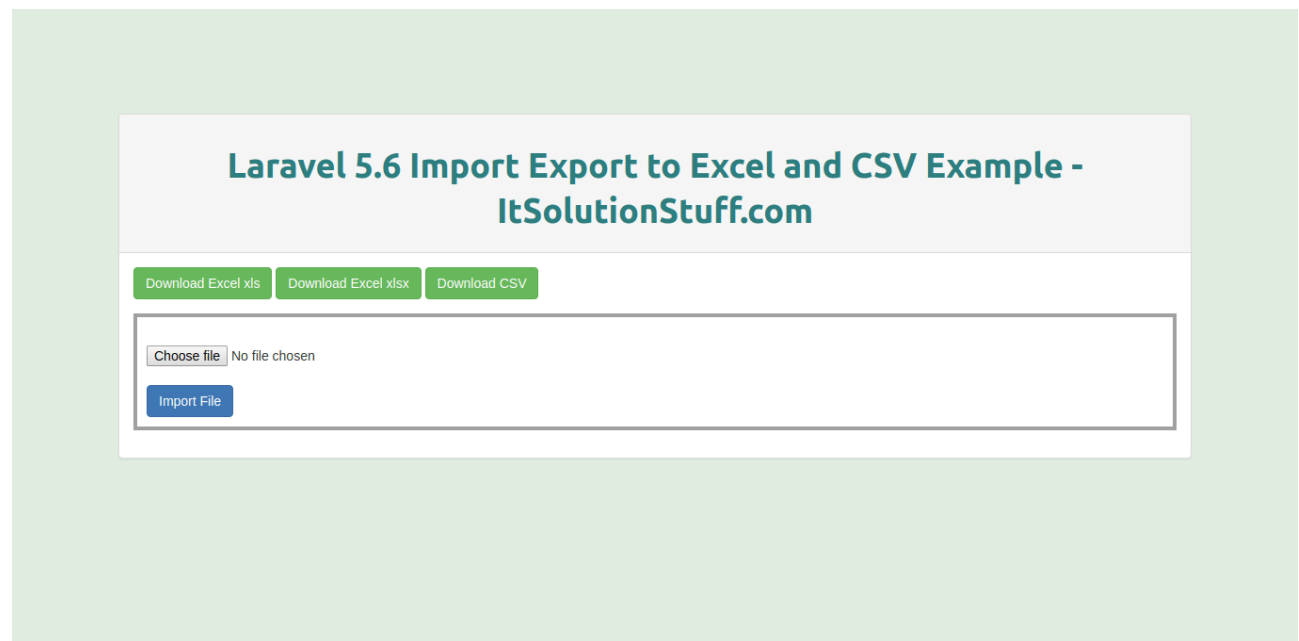 Laravel 5.6 Import Export to Excel and CSV Example -
ItSolutionStuff.com
Download Excel xls Download Excel xlsx Download CSV
Choose file No file chosen
Import File